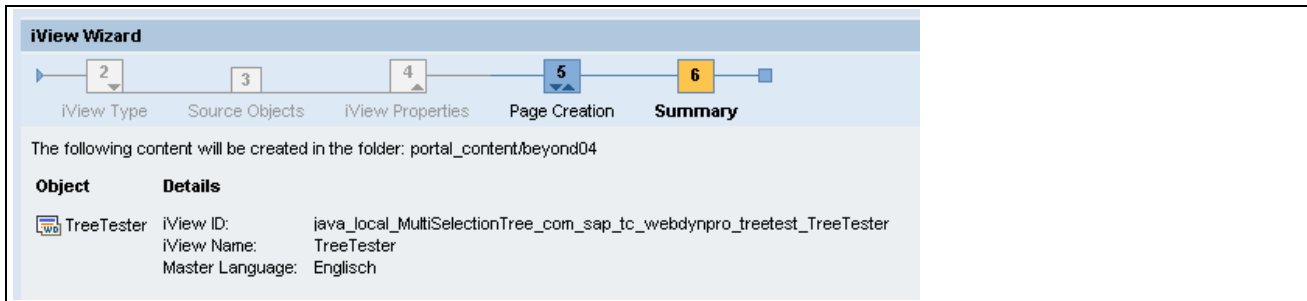 iView Wizard
2 3 4 5 6
iView Type Source Objects iView Properties Page Creation Summary
The following content will be created in the folder: portal_content/beyond04
Object Details
TreeTester iView ID: java_local_MultiSelectionTree_com_sap_tc_webdynpro_treetest_TreeTester
iView Name: TreeTester
Master Language: Englisch